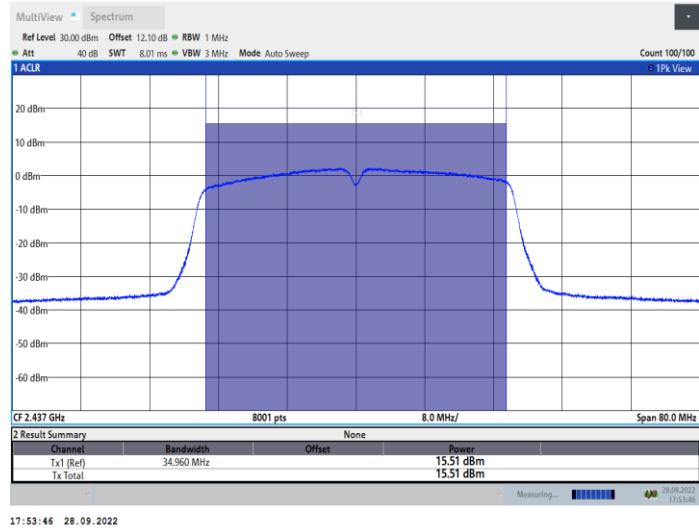 MultiView Spectrum
Ref Level 30.00 dBm Offset 12.10 dB RBW 1 MHz
Att 40 dB SWT 8.01 ms VBW 3 MHz Mode Auto Sweep Count 100/100
1 ACLR 1Pk View
20 dBm
10 dBm
0 dBm
-10 dBm
-20 dBm
-30 dBm
-40 dBm
-50 dBm
-60 dBm
CF 2.437 GHz 8001 pts 8.0 MHz/ Span 80.0 MHz
2 Result Summary None
Channel Bandwidth Offset Power
Tx1 (Ref) 34.960 MHz 15.51 dBm
Tx Total 15.51 dBm
Measuring... 28.09.2022
17:53:46
17:53:46 28.09.2022